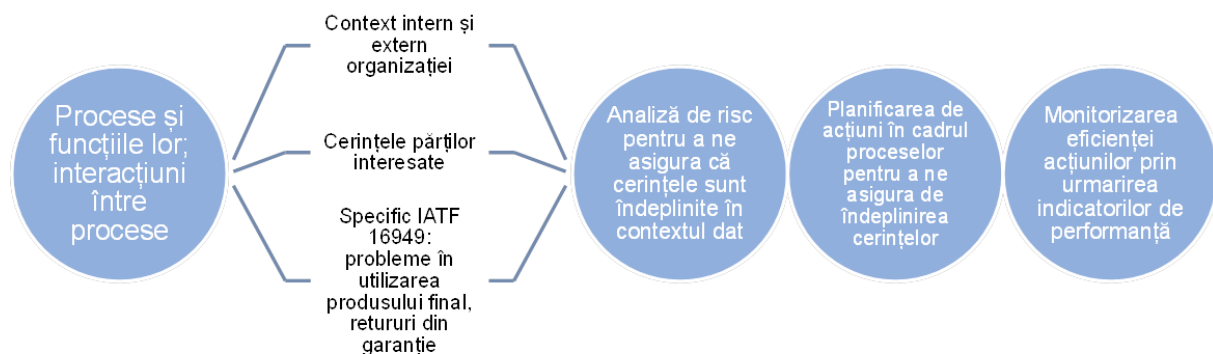 Procese și
funcțiile lor;
interacțiuni
între
procese
Context intern și
extern
organizației
Cerințele părților
interesate
Specific IATF
16949:
probleme în
utilizarea
produsului final,
retururi din
garanție
Analiză de risc
pentru a ne
asigura că
cerințele sunt
îndeplinite în
contextul dat
Planificarea de
acțiuni în cadrul
proceselor
pentru a ne
asigura de
îndeplinirea
cerințelor
Monitorizarea
eficienței
acțiunilor prin
urmarirea
indicatorilor de
performanță